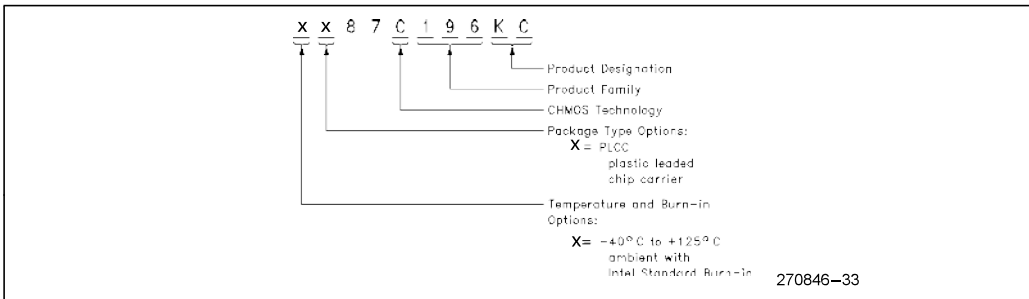 x x 8 7 C 1 9 6 K C
Product Designation
Product Family
CHMOS Technology
Package Type Options:
X = PLCC
plastic leaded
chip carrier
Temperature and Burn-in
Options:
X = -40°C to +125°C
ambient with
Intel Standard Burn-in
270846-33